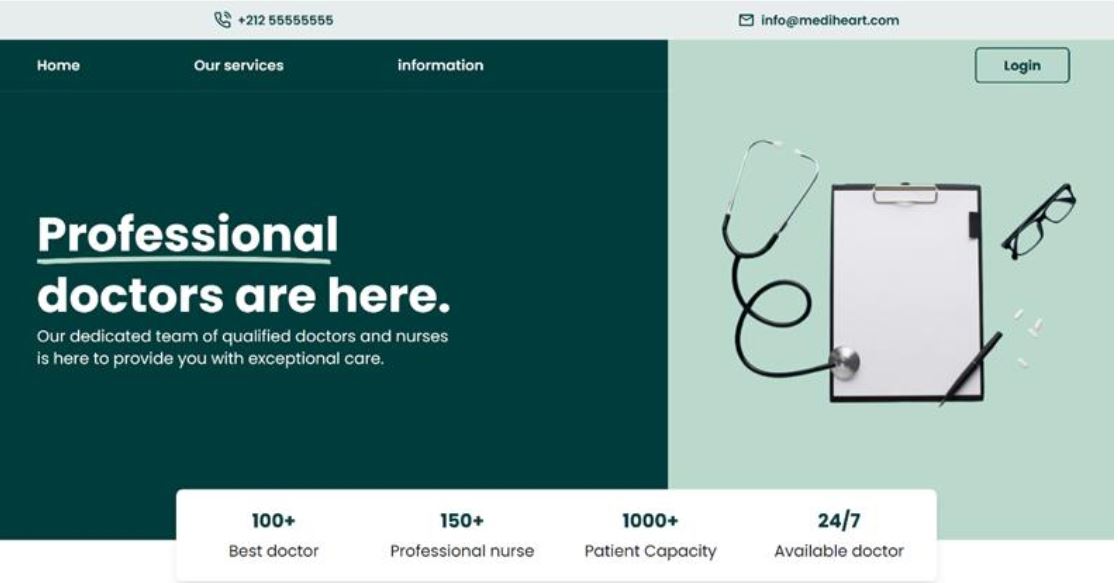 +212 55555555
info@mediheart.com
Home
Our services
information
Login
Professional
doctors are here.
Our dedicated team of qualified doctors and nurses
is here to provide you with exceptional care.
100+
Best doctor
150+
Professional nurse
1000+
Patient Capacity
24/7
Available doctor